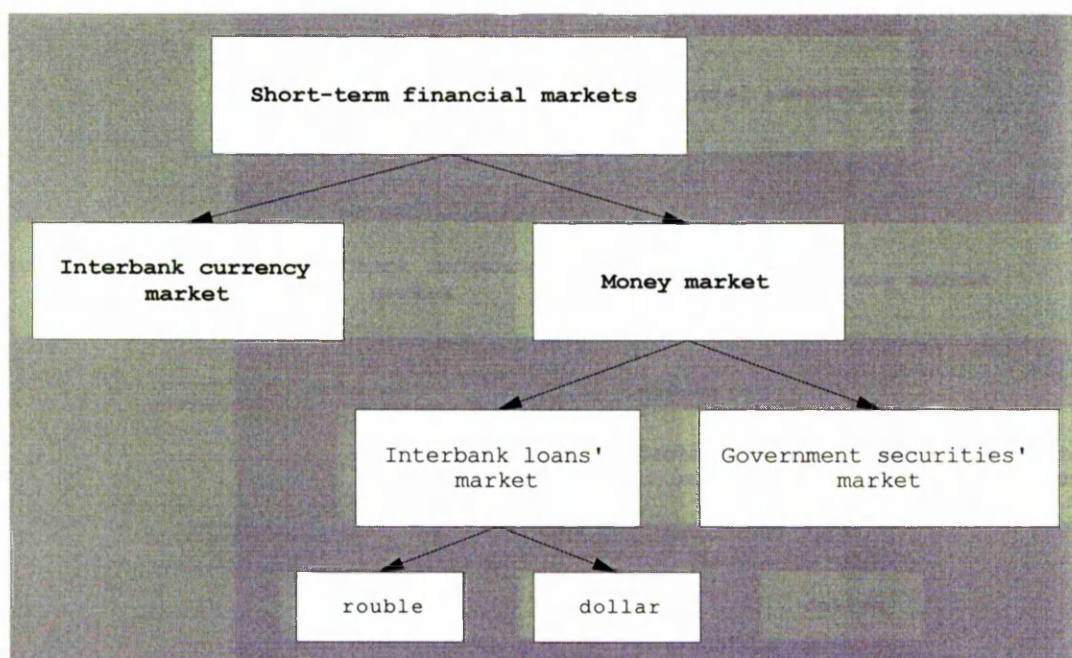 Short-term financial markets
Interbank currency
market
Money market
Interbank loans'
market
Government securities'
market
rouble
dollar